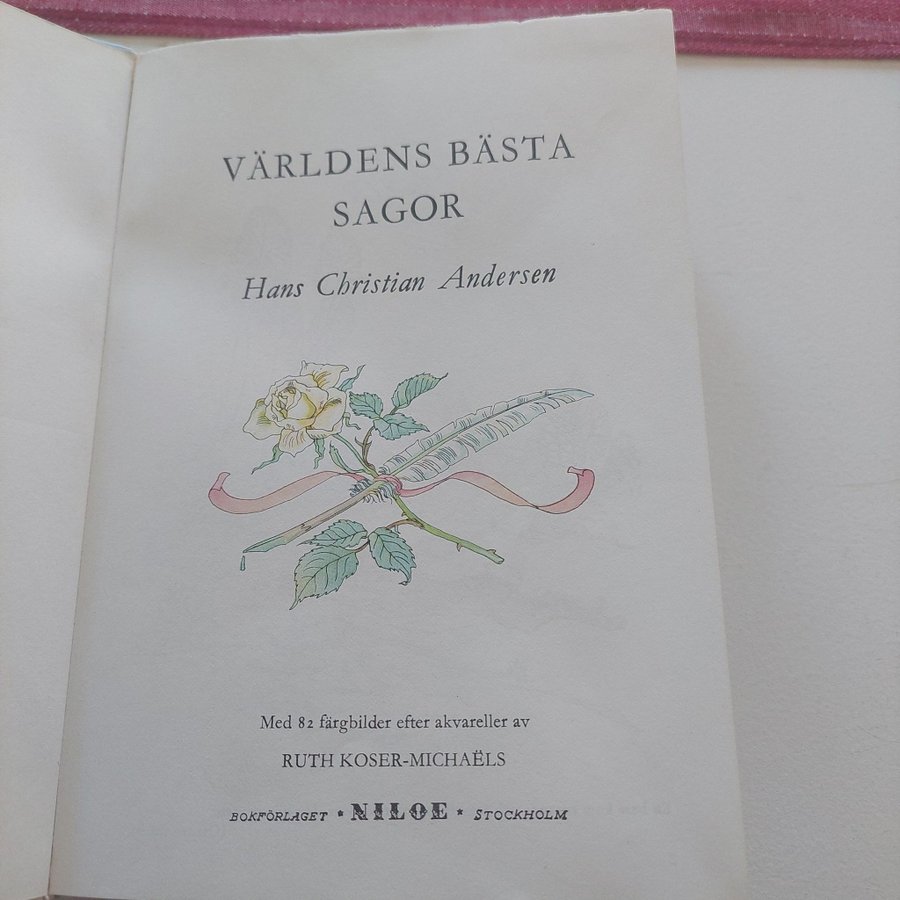 VÄRLDENS BÄSTA
SAGOR
Hans Christian Andersen
Med 82 färgbilder efter akvareller av
RUTH KOSER-MICHAËLS
BOKFÖRLAGET * NILOE * STOCKHOLM